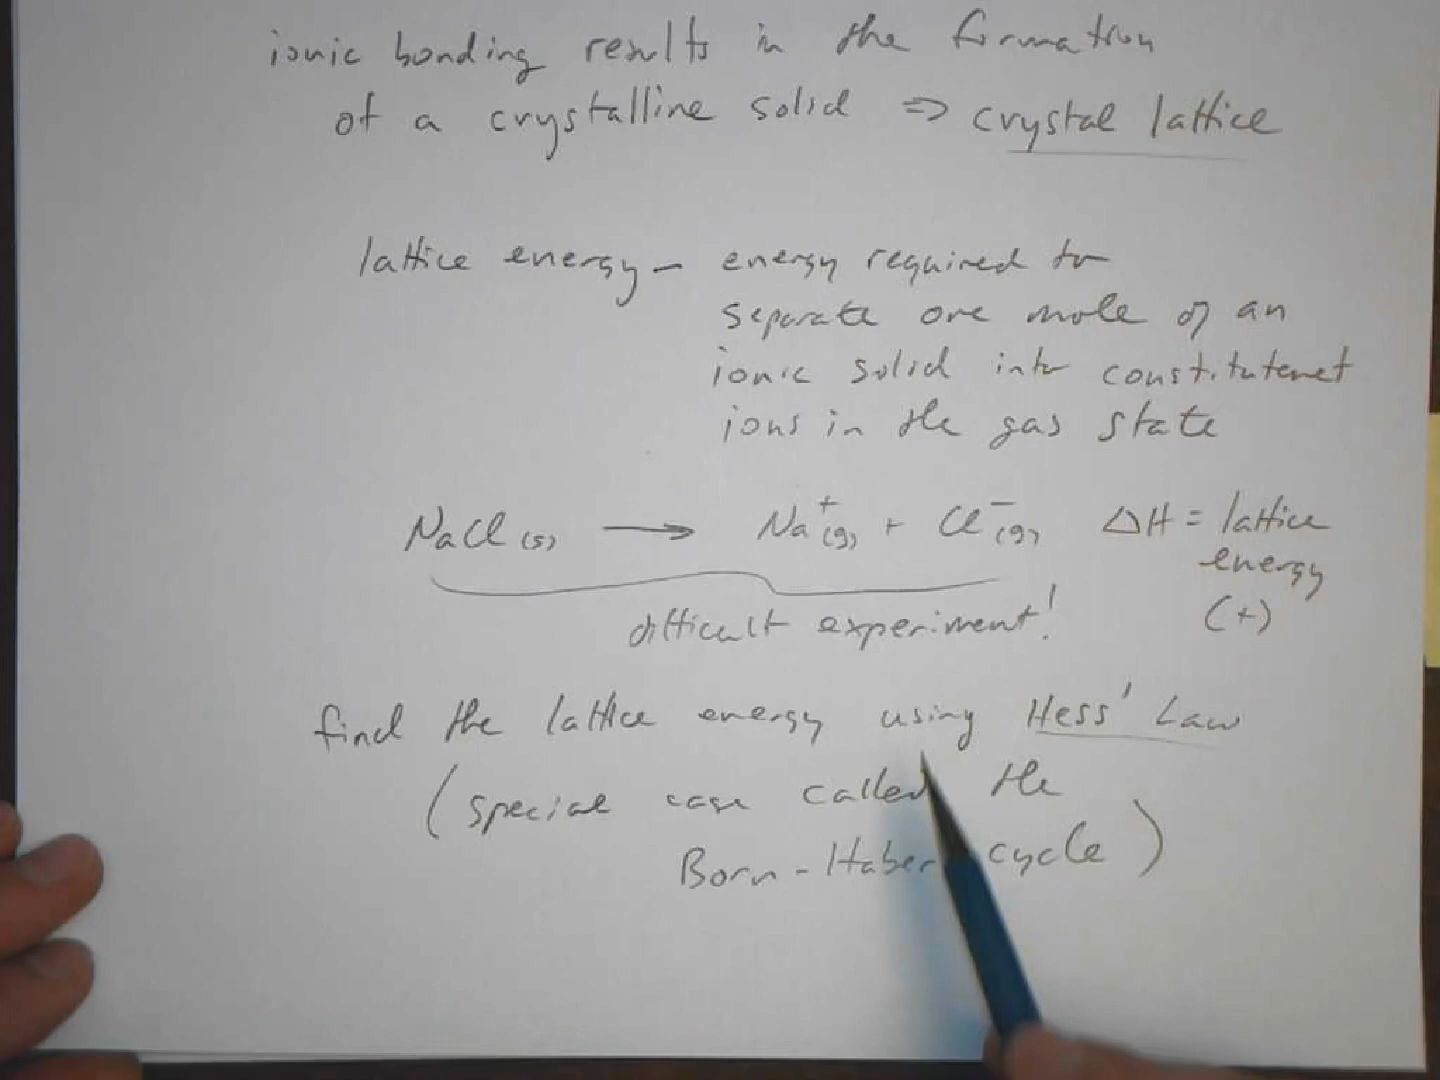 ionic bonding results in the formation
of a crystalline solid ⇒ crystal lattice
lattice energy – energy required to
separate one mole of an
ionic solid into constitutenet
ions in the gas state
NaCl (s) ⟶ Na⁺(g) + Cl⁻(g) ΔH = lattice
energy
(+)
difficult experiment!
find the lattice energy using Hess' Law
(special case called the
Born-Haber cycle)